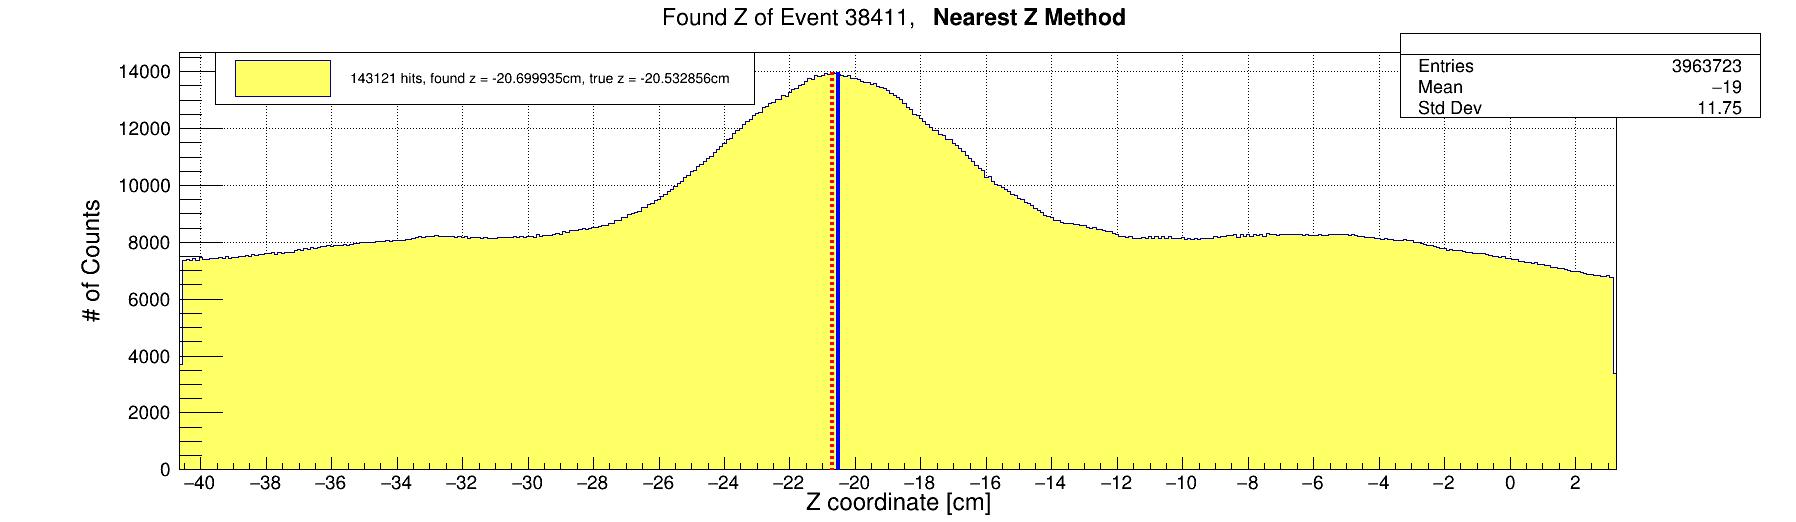 Found Z of Event 38411, Nearest Z Method
143121 hits, found z = -20.699935cm, true z = -20.532856cm
Entries 3963723
Mean −19
Std Dev 11.75
# of Counts
14000
12000
10000
8000
6000
4000
2000
0
−40 −38 −36 −34 −32 −30 −28 −26 −24 −22 −20 −18 −16 −14 −12 −10 −8 −6 −4 −2 0 2
Z coordinate [cm]